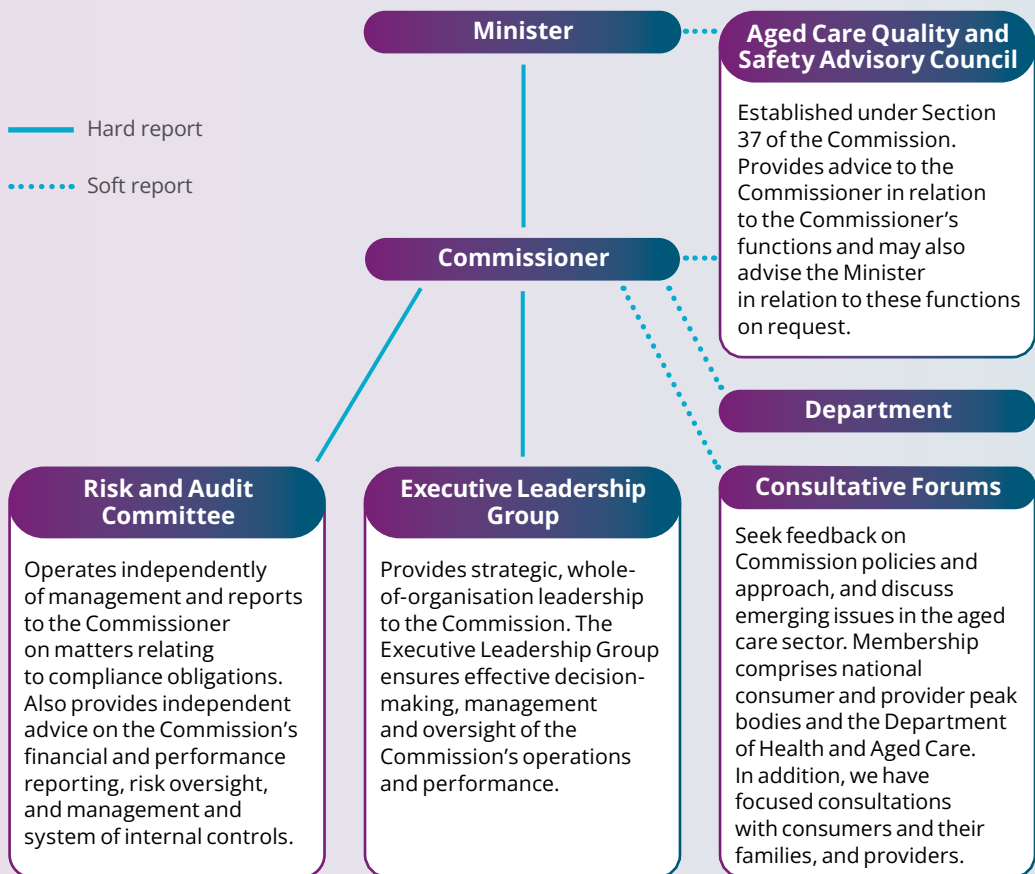 Minister
Aged Care Quality and
Safety Advisory Council
Established under Section
37 of the Commission.
Provides advice to the
Commissioner in relation
to the Commissioner’s
functions and may also
advise the Minister
in relation to these functions
on request.
Hard report
Soft report
Commissioner
Department
Risk and Audit
Committee
Operates independently
of management and reports
to the Commissioner
on matters relating
to compliance obligations.
Also provides independent
advice on the Commission’s
financial and performance
reporting, risk oversight,
and management and
system of internal controls.
Executive Leadership
Group
Provides strategic, whole-
of-organisation leadership
to the Commission. The
Executive Leadership Group
ensures effective decision-
making, management
and oversight of the
Commission’s operations
and performance.
Consultative Forums
Seek feedback on
Commission policies and
approach, and discuss
emerging issues in the aged
care sector. Membership
comprises national
consumer and provider peak
bodies and the Department
of Health and Aged Care.
In addition, we have
focused consultations
with consumers and their
families, and providers.